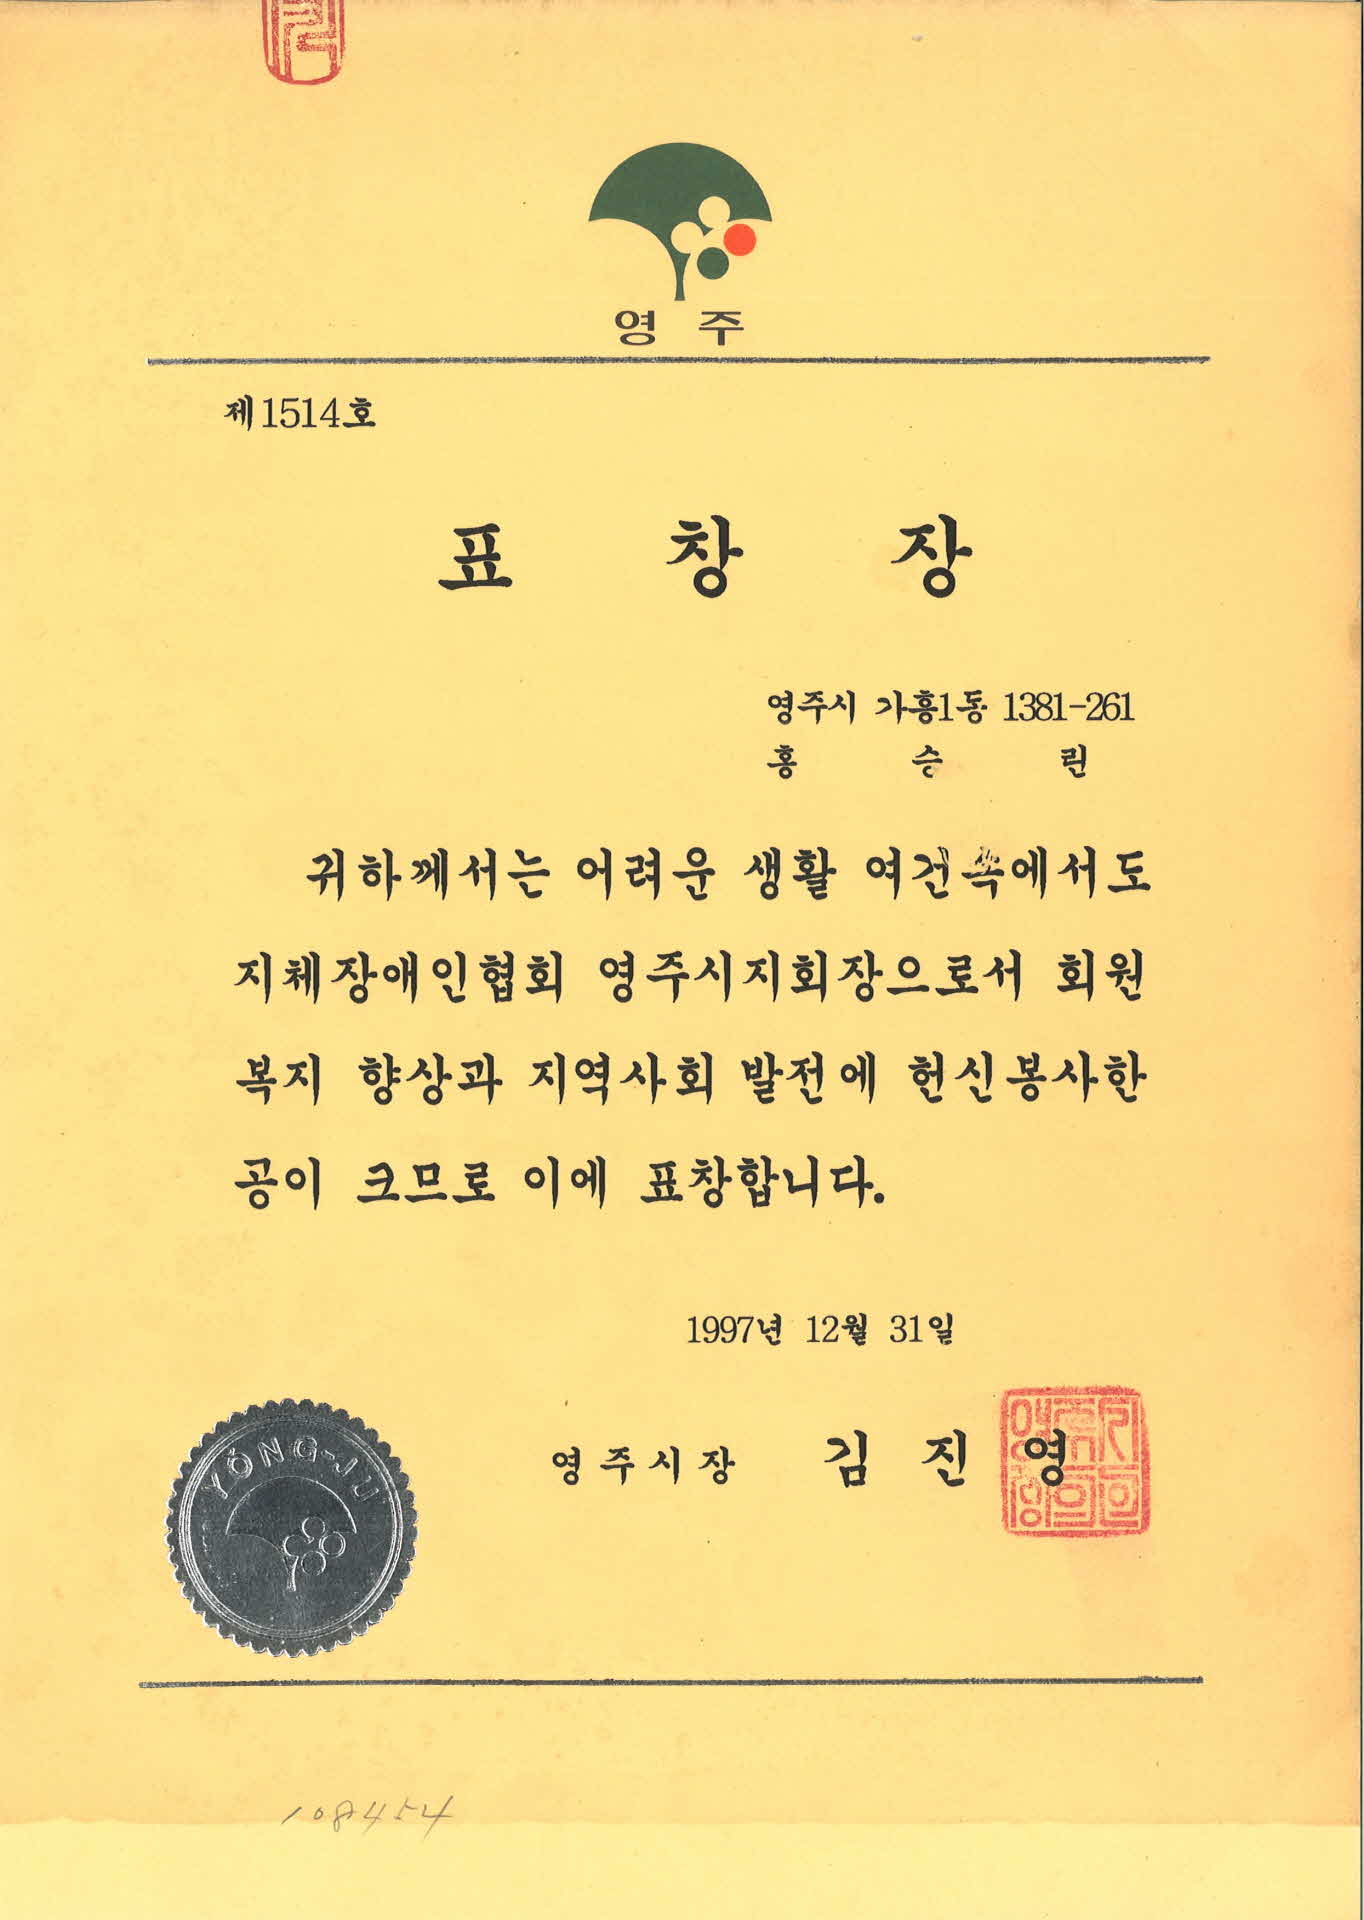 영 주
제1514호
표 창 장
영주시 가흥1동 1381-261
홍 승 린
귀하께서는 어려운 생활 여건속에서도
지체장애인협회 영주시지회장으로서 회원
복지 향상과 지역사회 발전에 헌신봉사한
공이 크므로 이에 표창합니다.
1997년 12월 31일
영주시장 김 진 영
YŎNG-JU
108454